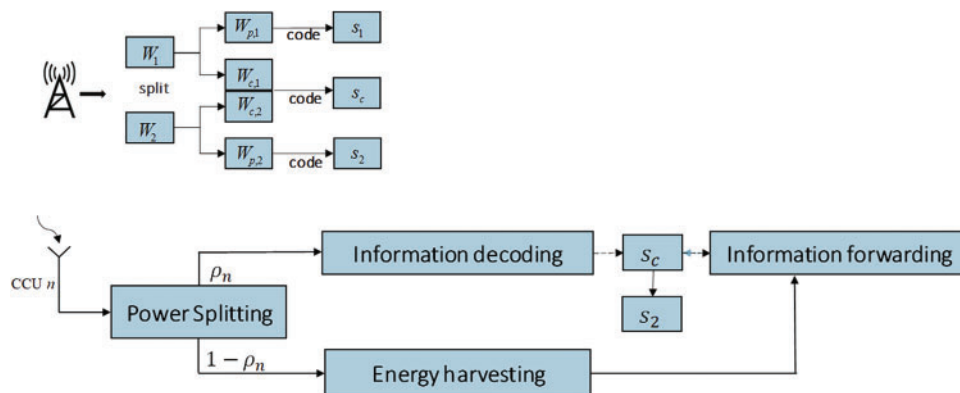 W_{p,1} code s_1
W_1
split
W_{c,1}
W_{c,2} code s_c
W_2
W_{p,2} code s_2
CCU n
Power Splitting
ρ_n
Information decoding
s_c
Information forwarding
s_2
1 − ρ_n
Energy harvesting